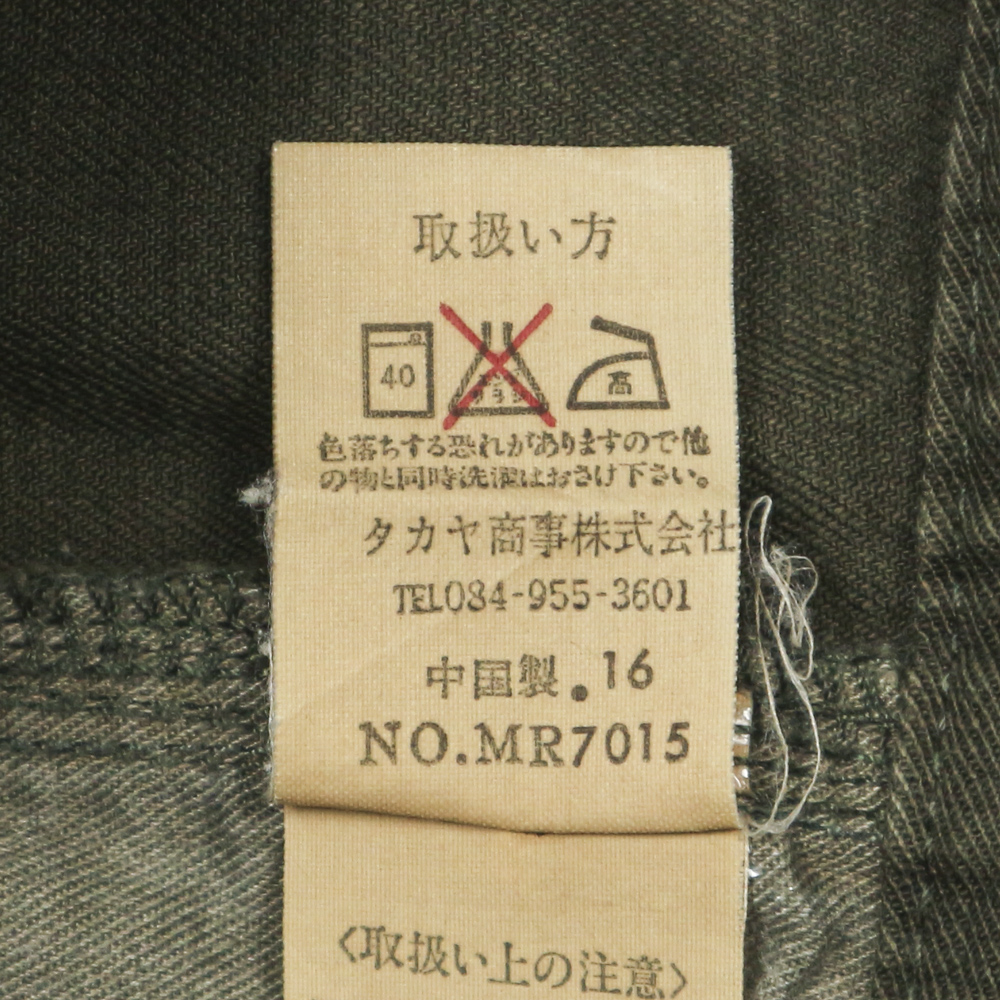 取扱い方
40 高
色落ちする恐れがありますので他
の物と同時洗濯はおさけ下さい。
タカヤ商事株式会社
TEL084-955-3601
中国製.16
NO.MR7015
〈取扱い上の注意〉